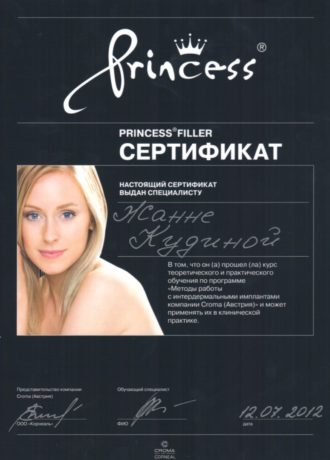 Princess®
PRINCESS®FILLER
СЕРТИФИКАТ
НАСТОЯЩИЙ СЕРТИФИКАТ
ВЫДАН СПЕЦИАЛИСТУ
Жанне
Кудиной
В том, что он (а) прошел (ла) курс
теоретического и практического
обучения по программе
«Методы работы
с интердермальными имплантами
компании Croma (Австрия)» и может
применять их в клинической
практике.
Представительство компании
Croma (Австрия)
Обучающий специалист
12.07.2012
ООО «Корнеаль»
ФИО
дата
CROMA
CORNEAL